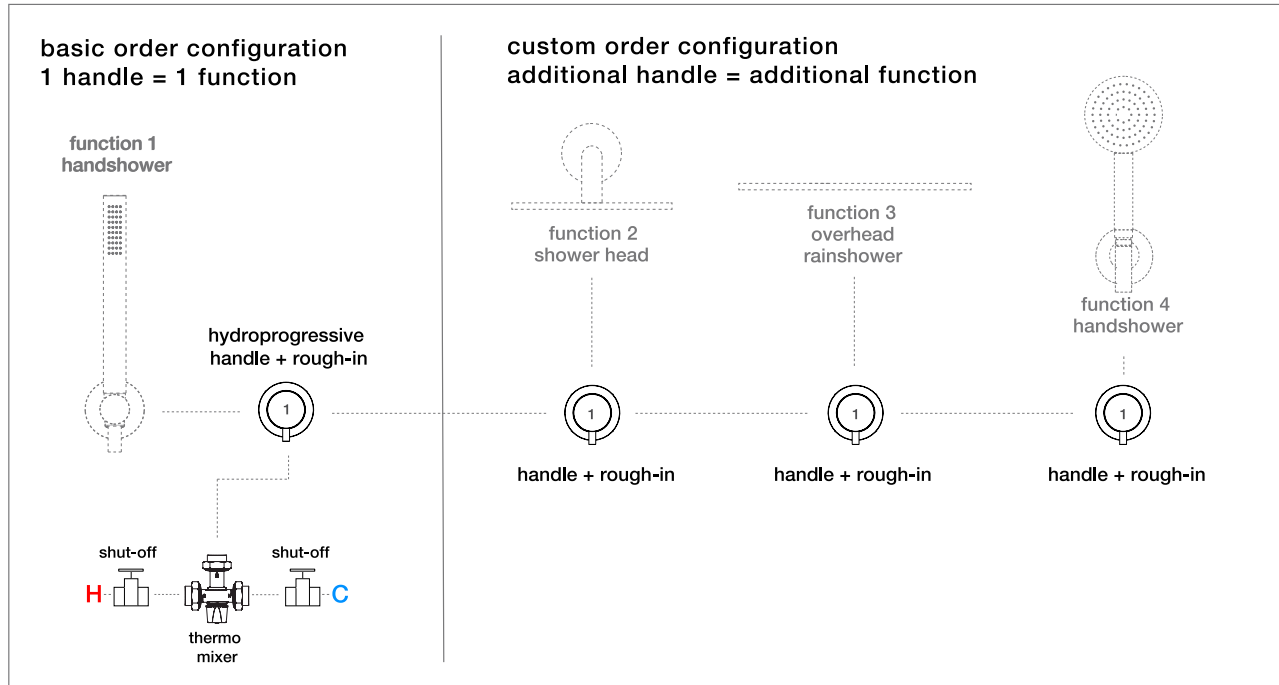 basic order configuration
1 handle = 1 function
function 1
handshower
hydroprogressive
handle + rough-in
1
shut-off
shut-off
H
C
thermo
mixer
custom order configuration
additional handle = additional function
function 2
shower head
function 3
overhead
rainshower
function 4
handshower
1
1
1
handle + rough-in
handle + rough-in
handle + rough-in